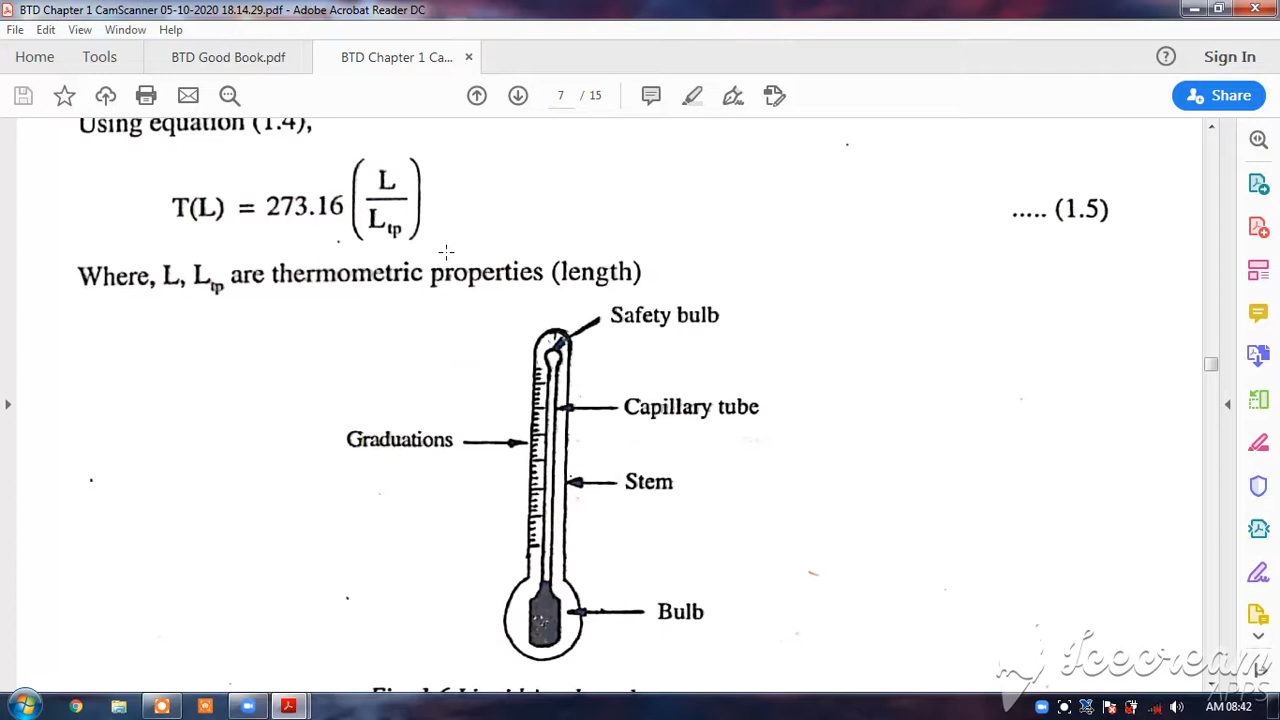 BTD Chapter 1 CamScanner 05-10-2020 18.14.29.pdf - Adobe Acrobat Reader DC
File Edit View Window Help
Home Tools BTD Good Book.pdf BTD Chapter 1 Ca... × Sign In
7 / 15 Share
Using equation (1.4),
T(L) = 273.16 (L / Ltp) ..... (1.5)
Where, L, Ltp are thermometric properties (length)
Safety bulb
Capillary tube
Graduations
Stem
Bulb
Icecream
APPS
AM 08:42